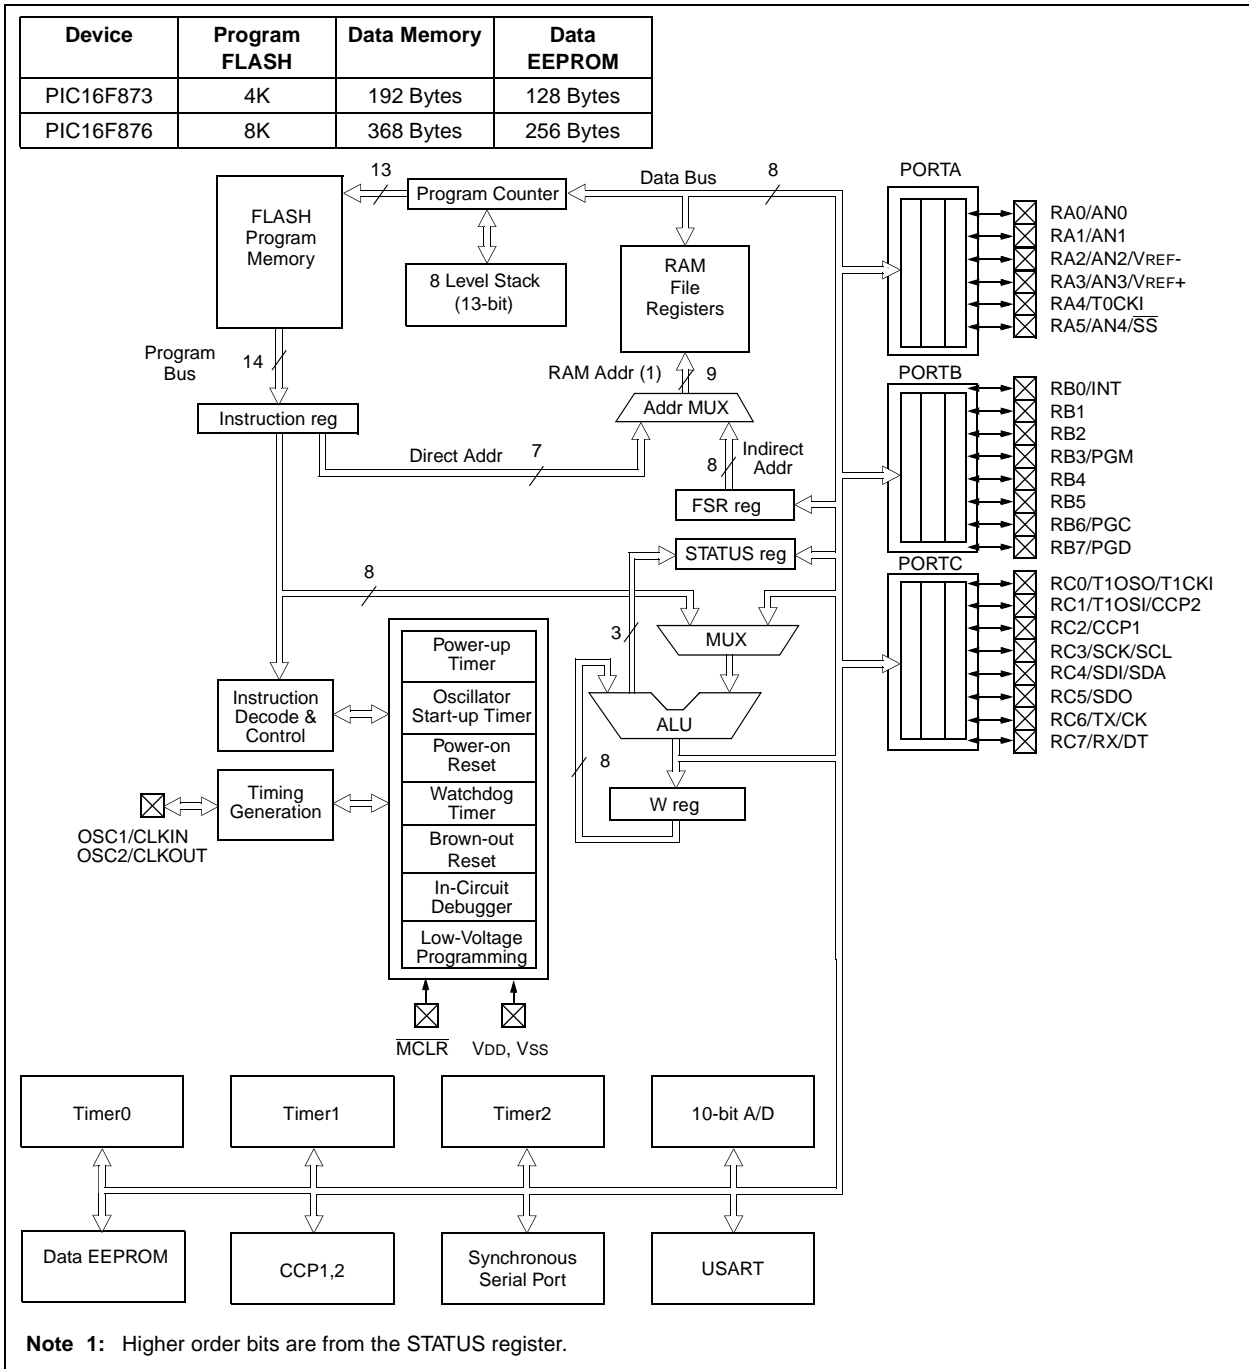 Device Program FLASH Data Memory Data EEPROM
PIC16F873 4K 192 Bytes 128 Bytes
PIC16F876 8K 368 Bytes 256 Bytes
13
Data Bus
8
PORTA
FLASH
Program
Memory
Program Counter
8 Level Stack
(13-bit)
RAM
File
Registers
RA0/AN0
RA1/AN1
RA2/AN2/VREF-
RA3/AN3/VREF+
RA4/T0CKI
RA5/AN4/SS
Program
Bus
14
RAM Addr (1)
9
PORTB
Instruction reg
Addr MUX
Direct Addr
7
8
Indirect
Addr
FSR reg
RB0/INT
RB1
RB2
RB3/PGM
RB4
RB5
RB6/PGC
RB7/PGD
STATUS reg
PORTC
8
3
MUX
RC0/T1OSO/T1CKI
RC1/T1OSI/CCP2
RC2/CCP1
RC3/SCK/SCL
RC4/SDI/SDA
RC5/SDO
RC6/TX/CK
RC7/RX/DT
Power-up
Timer
Instruction
Decode &
Control
Oscillator
Start-up Timer
ALU
Power-on
Reset
8
Timing
Generation
Watchdog
Timer
W reg
OSC1/CLKIN
OSC2/CLKOUT
Brown-out
Reset
In-Circuit
Debugger
Low-Voltage
Programming
MCLR
VDD, VSS
Timer0
Timer1
Timer2
10-bit A/D
Data EEPROM
CCP1,2
Synchronous
Serial Port
USART
Note 1: Higher order bits are from the STATUS register.